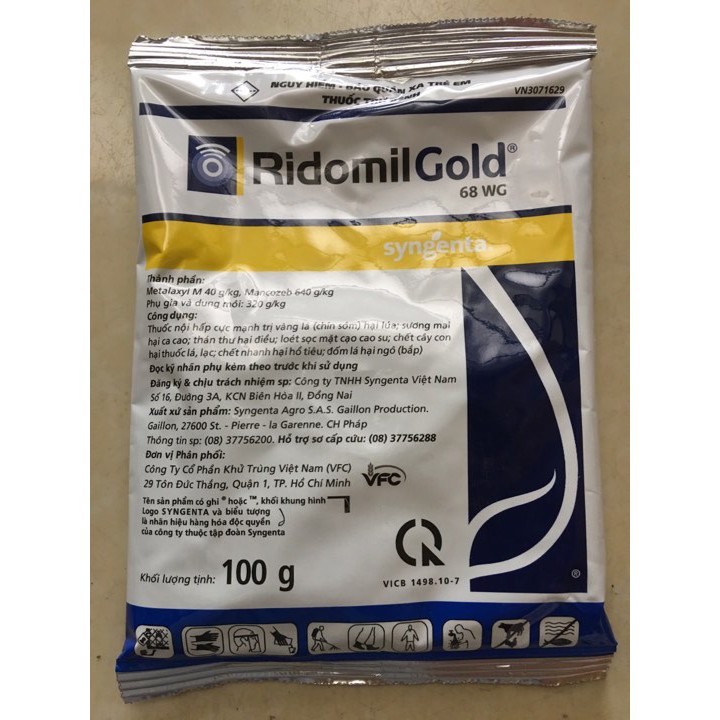 NGUY HIỂM - BẢO QUẢN XA TRẺ EM
THUỐC TRỪ BỆNH
VN3071629
RidomilGold®
68 WG
syngenta
Thành phần:
Metalaxyl M 40 g/kg, Mancozeb 640 g/kg
Phụ gia và dung môi: 320 g/kg
Công dụng:
Thuốc nội hấp cực mạnh trị vàng lá (chín sớm) hại lúa; sương mai
hại ca cao; thán thư hại điều; loét sọc mặt cạo cao su; chết cây con
hại thuốc lá, lạc; chết nhanh hại hồ tiêu; đốm lá hại ngô (bắp)
Đọc kỹ nhãn phụ kèm theo trước khi sử dụng
Đăng ký & chịu trách nhiệm sp: Công ty TNHH Syngenta Việt Nam
Số 16, Đường 3A, KCN Biên Hòa II, Đồng Nai
Xuất xứ sản phẩm: Syngenta Agro S.A.S. Gaillon Production.
Gaillon, 27600 St. - Pierre - la Garenne. CH Pháp
Thông tin sp: (08) 37756200. Hỗ trợ sơ cấp cứu: (08) 37756288
Đơn vị Phân phối:
Công Ty Cổ Phần Khử Trùng Việt Nam (VFC)
29 Tôn Đức Thắng, Quận 1, TP. Hồ Chí Minh
VFC
Tên sản phẩm có ghi ® hoặc ™, khối khung hình
Logo SYNGENTA và biểu tượng
là nhãn hiệu hàng hóa độc quyền
của công ty thuộc tập đoàn Syngenta
Khối lượng tịnh: 100 g
VICB 1498.10-7
®